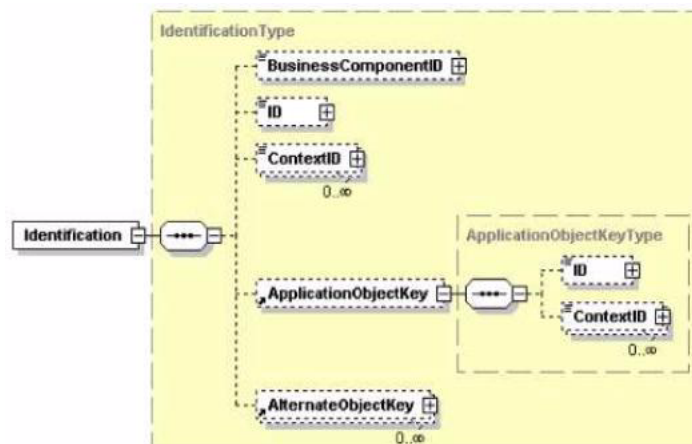 IdentificationType
BusinessComponentID
ID
ContextID
0..∞
Identification
ApplicationObjectKeyType
ApplicationObjectKey
ID
ContextID
0..∞
AlternateObjectKey
0..∞